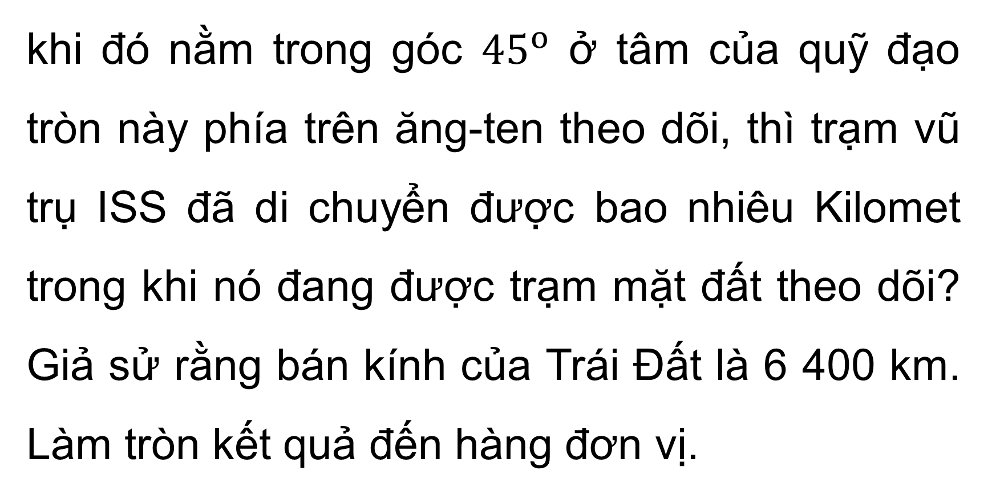 khi đó nằm trong góc 45⁰ ở tâm của quỹ đạo
tròn này phía trên ăng-ten theo dõi, thì trạm vũ
trụ ISS đã di chuyển được bao nhiêu Kilomet
trong khi nó đang được trạm mặt đất theo dõi?
Giả sử rằng bán kính của Trái Đất là 6 400 km.
Làm tròn kết quả đến hàng đơn vị.